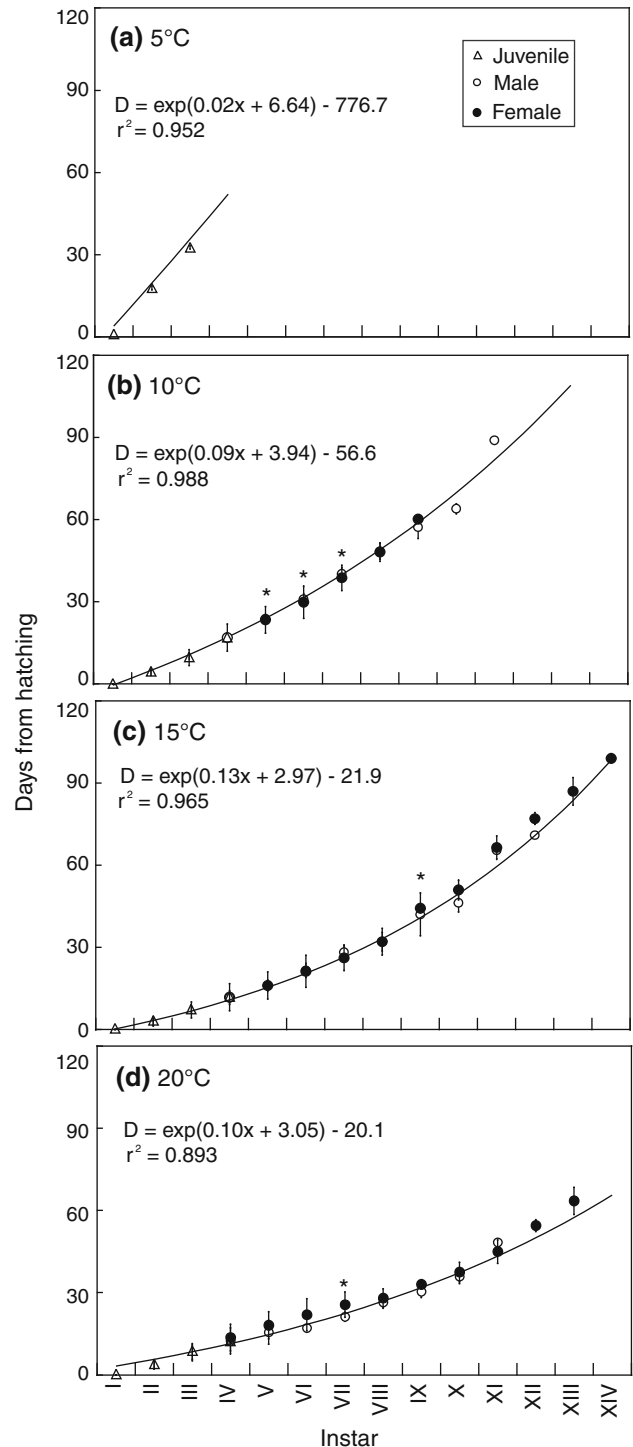 (a) 5°C
△ Juvenile
○ Male
● Female
D = exp(0.02x + 6.64) - 776.7
r² = 0.952
120
90
60
30
0
(b) 10°C
D = exp(0.09x + 3.94) - 56.6
r² = 0.988
120
90
60
30
0
* * *
(c) 15°C
D = exp(0.13x + 2.97) - 21.9
r² = 0.965
120
90
60
30
0
*
(d) 20°C
D = exp(0.10x + 3.05) - 20.1
r² = 0.893
120
90
60
30
0
*
Days from hatching
I II III IV V VI VII VIII IX X XI XII XIII XIV
Instar